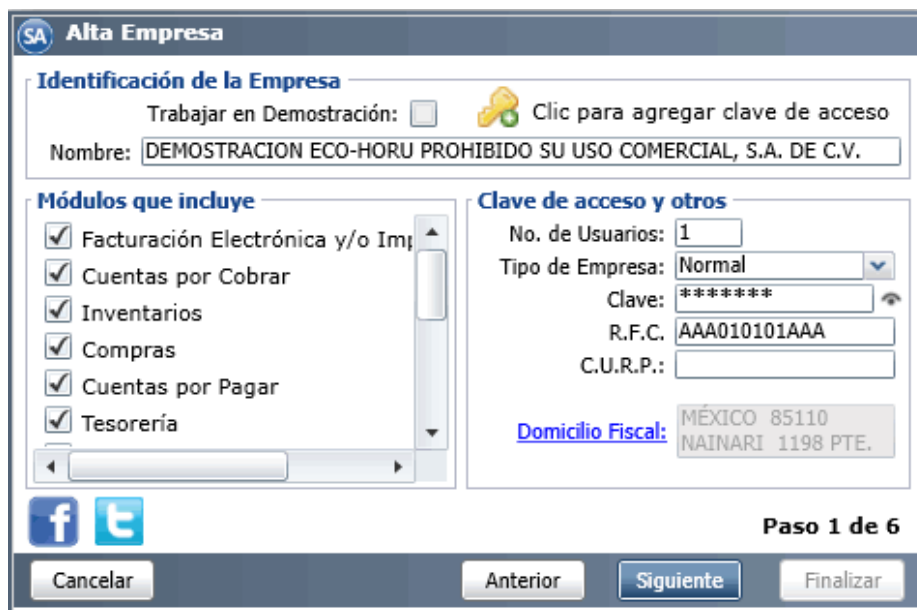 SA Alta Empresa
Identificación de la Empresa
Trabajar en Demostración:
Clic para agregar clave de acceso
Nombre: DEMOSTRACION ECO-HORU PROHIBIDO SU USO COMERCIAL, S.A. DE C.V.
Módulos que incluye
Facturación Electrónica y/o Imp
Cuentas por Cobrar
Inventarios
Compras
Cuentas por Pagar
Tesorería
Clave de acceso y otros
No. de Usuarios: 1
Tipo de Empresa: Normal
Clave: *******
R.F.C. AAA010101AAA
C.U.R.P.:
Domicilio Fiscal: MÉXICO 85110
NAINARI 1198 PTE.
f t
Paso 1 de 6
Cancelar Anterior Siguiente Finalizar